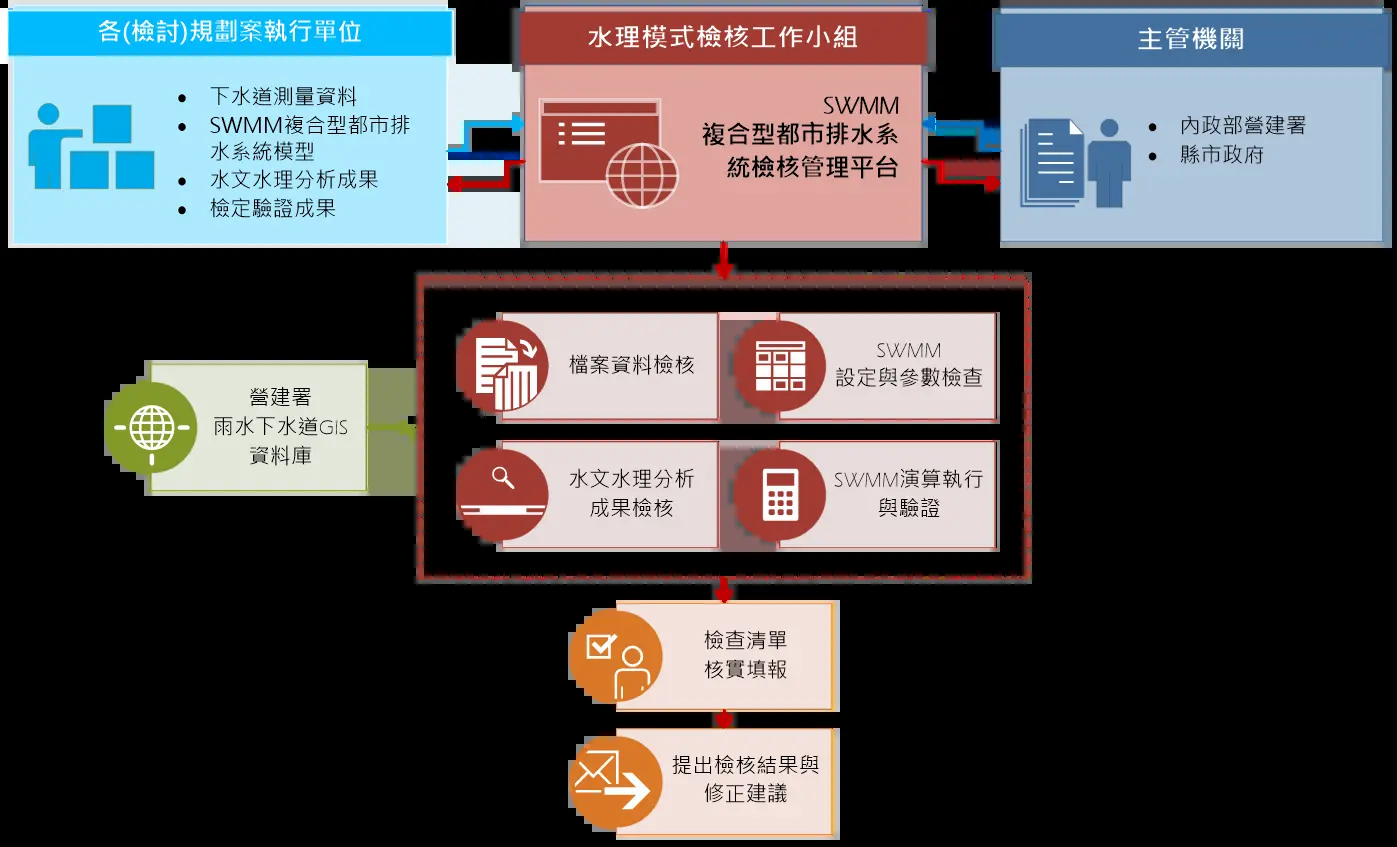 各(檢討)規劃案執行單位
• 下水道測量資料
• SWMM複合型都市排
水系統模型
• 水文水理分析成果
• 檢定驗證成果
水理模式檢核工作小組
SWMM
複合型都市排水系
統檢核管理平台
主管機關
• 內政部營建署
• 縣市政府
營建署
雨水下水道GIS
資料庫
檔案資料檢核
SWMM
設定與參數檢查
水文水理分析
成果檢核
SWMM演算執行
與驗證
檢查清單
核實填報
提出檢核結果與
修正建議